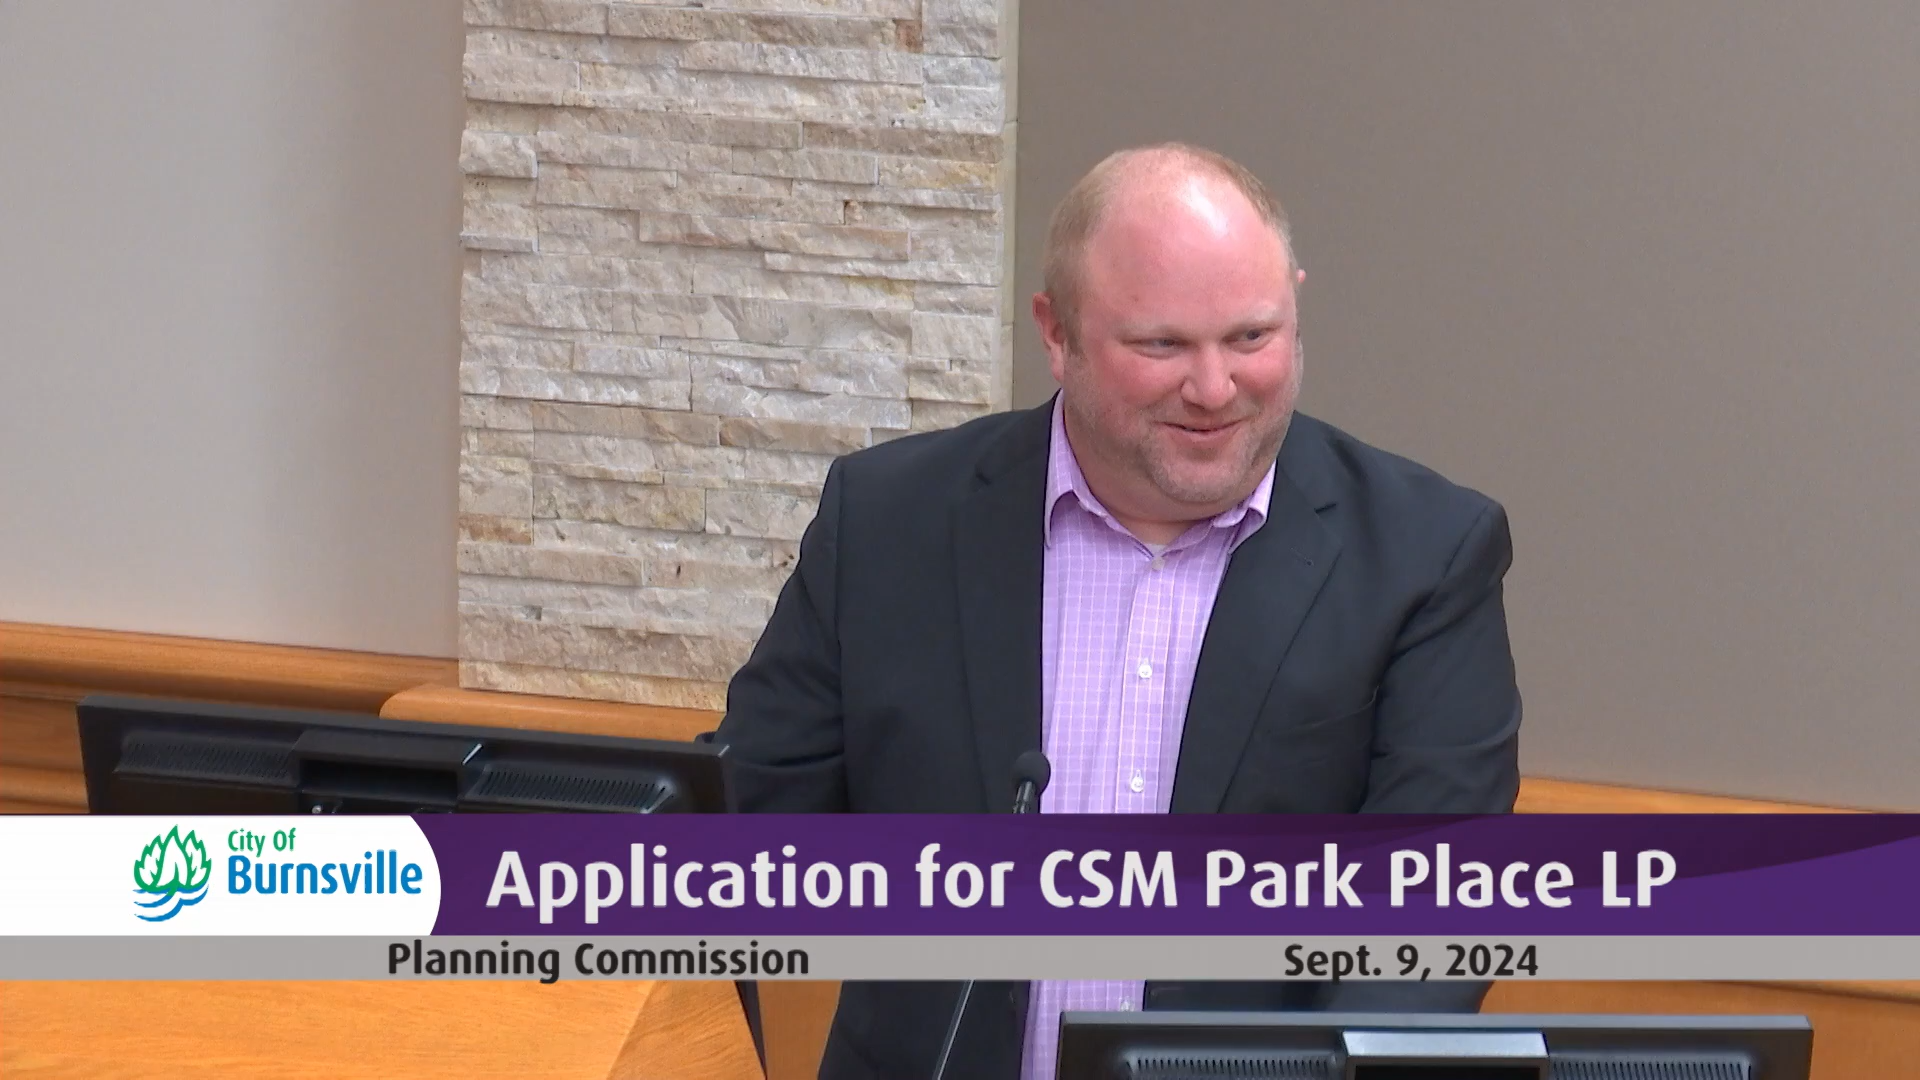 City Of
Burnsville
Application for CSM Park Place LP
Planning Commission
Sept. 9, 2024